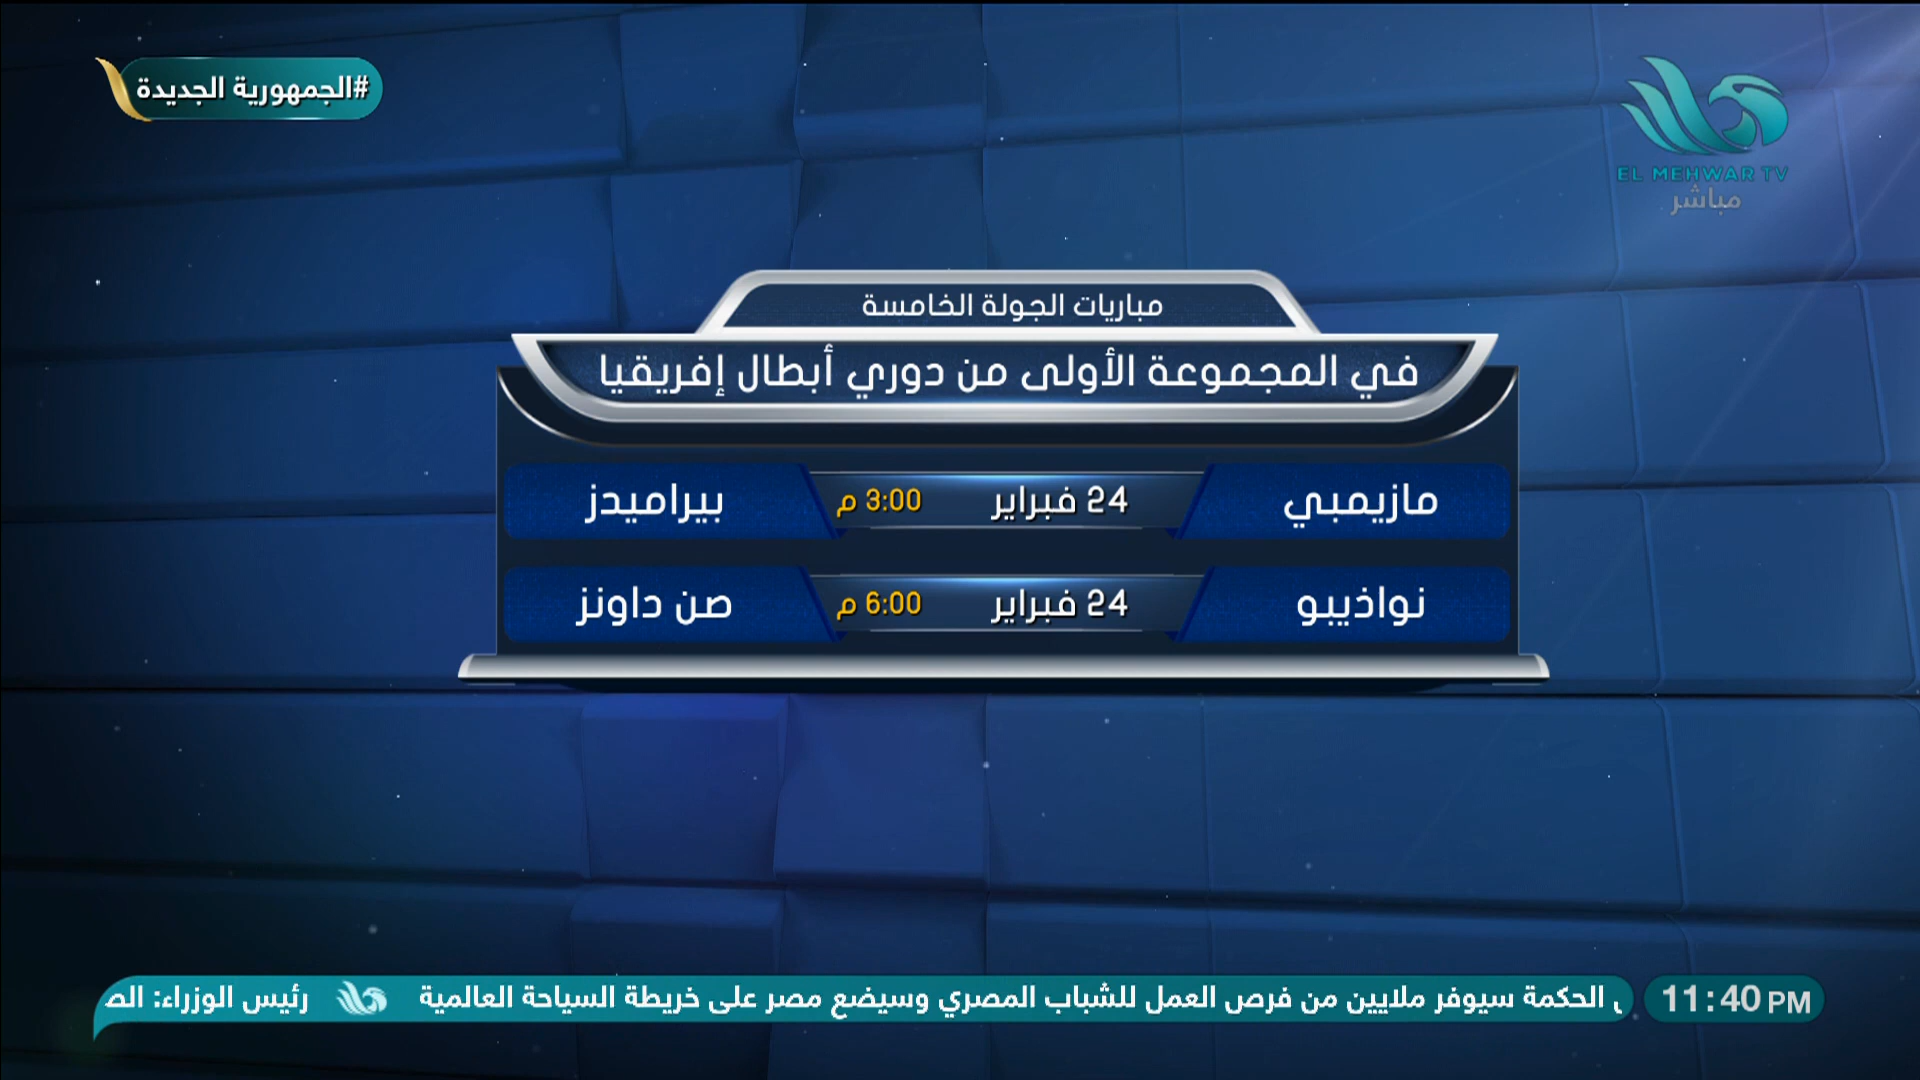 #الجمهورية الجديدة
EL MEHWAR TV
مباشر
مباريات الجولة الخامسة
في المجموعة الأولى من دوري أبطال إفريقيا
مازيمبي 24 فبراير 3:00 م بيراميدز
نواذيبو 24 فبراير 6:00 م صن داونز
الحكمة سيوفر ملايين من فرص العمل للشباب المصري وسيضع مصر على خريطة السياحة العالمية رئيس الوزراء:
11:40 PM